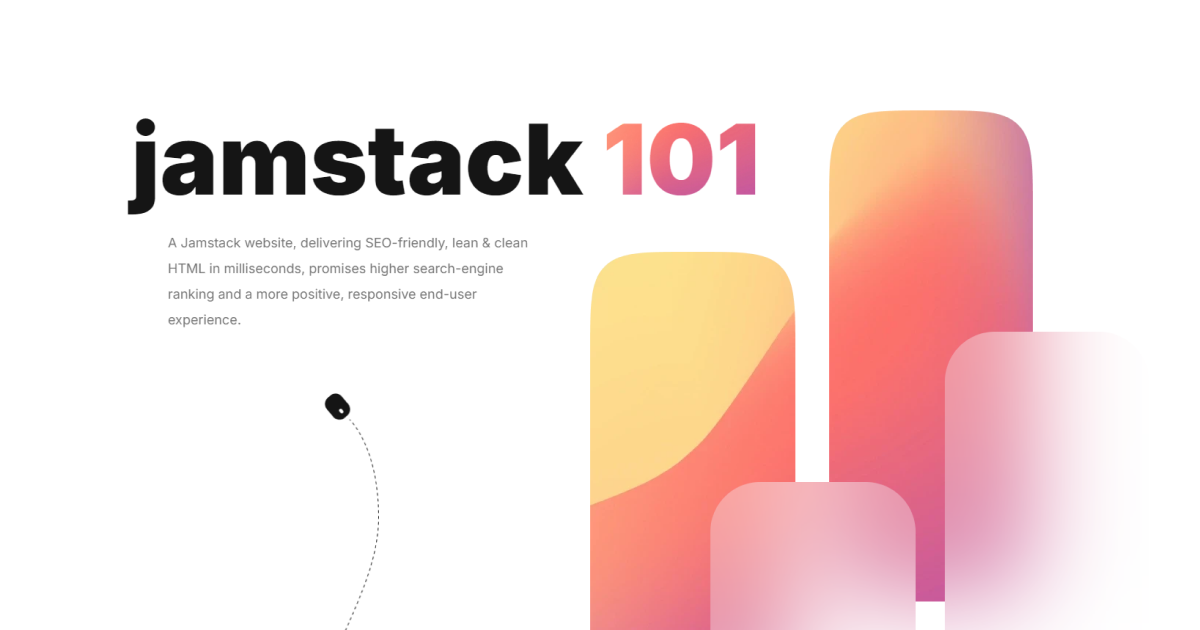 jamstack 101
A Jamstack website, delivering SEO-friendly, lean & clean
HTML in milliseconds, promises higher search-engine
ranking and a more positive, responsive end-user
experience.